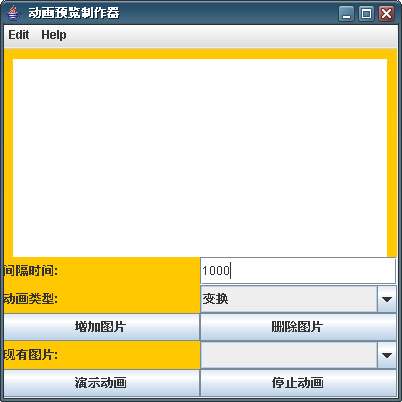 动画预览制作器
Edit Help
间隔时间: 1000
动画类型: 变换
增加图片 删除图片
现有图片:
演示动画 停止动画